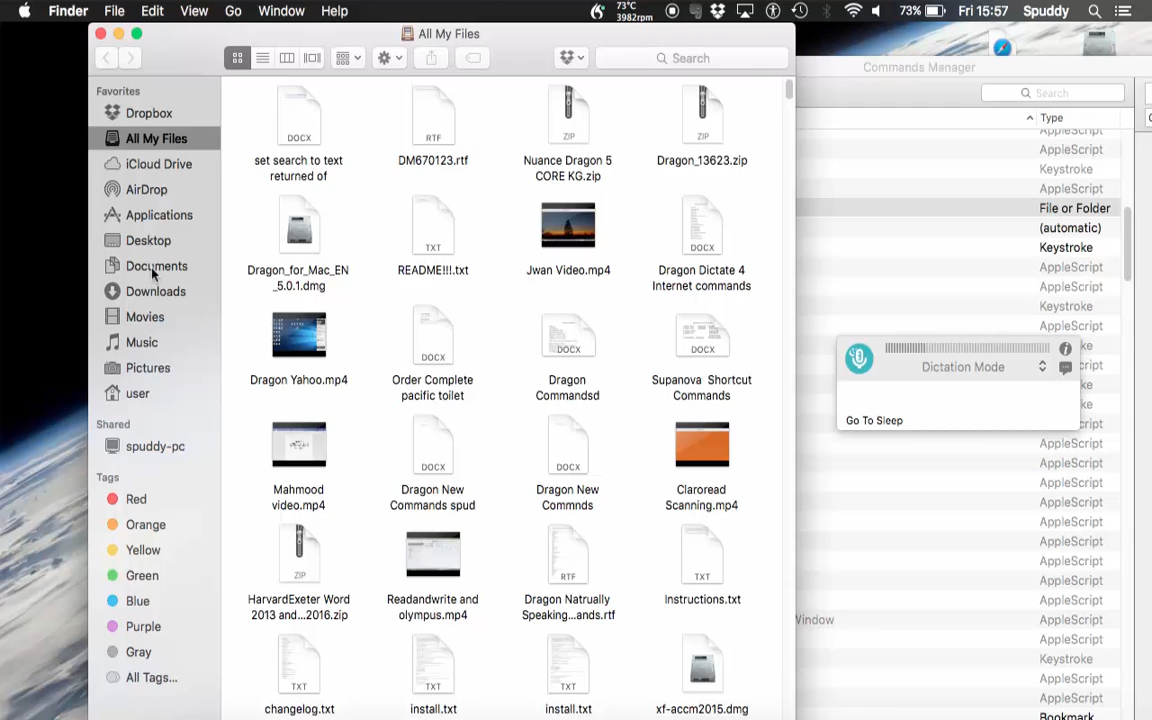 Finder File Edit View Go Window Help 73°C 3982rpm 73% Fri 15:57 Spuddy
All My Files
Search
Commands Manager
Search
Favorites
Dropbox
All My Files
iCloud Drive
AirDrop
Applications
Desktop
Documents
Downloads
Movies
Music
Pictures
user
Shared
spuddy-pc
Tags
Red
Orange
Yellow
Green
Blue
Purple
Gray
All Tags...
DOCX RTF ZIP ZIP
set search to text returned of
DM670123.rtf
Nuance Dragon 5 CORE KG.zip
Dragon_13623.zip
TXT DOCX
Dragon_for_Mac_EN_5.0.1.dmg
README!!!.txt
Jwan Video.mp4
Dragon Dictate 4 Internet commands
DOCX DOCX DOCX
Dragon Yahoo.mp4
Order Complete pacific toilet
Dragon Commandsd
Supanova Shortcut Commands
DOCX DOCX
Mahmood video.mp4
Dragon New Commands spud
Dragon New Commnds
Claroread Scanning.mp4
ZIP RTF TXT
HarvardExeter Word 2013 and...2016.zip
Readandwrite and olympus.mp4
Dragon Natrually Speaking...ands.rtf
Instructions.txt
TXT TXT TXT
changelog.txt
install.txt
install.txt
xf-accm2015.dmg
Type
AppleScript
AppleScript
Keystroke
AppleScript
File or Folder
(automatic)
Keystroke
AppleScript
AppleScript
Keystroke
AppleScript
Dictation Mode
Go To Sleep
AppleScript
AppleScript
AppleScript
AppleScript
AppleScript
AppleScript
AppleScript
AppleScript
AppleScript
Window AppleScript
AppleScript
Keystroke
AppleScript
AppleScript
Bookmark